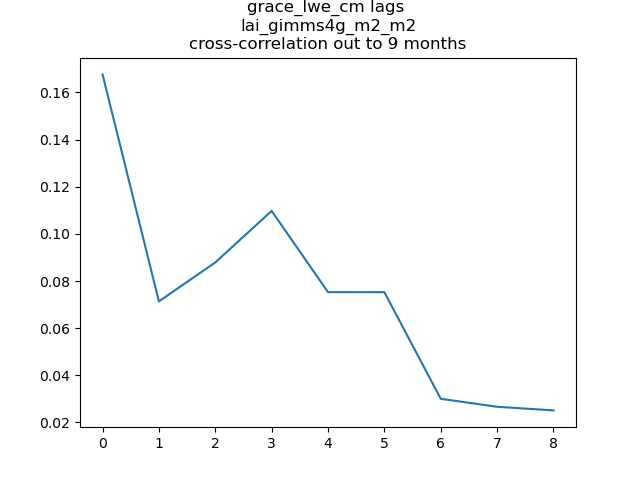 grace_lwe_cm lags
lai_gimms4g_m2_m2
cross-correlation out to 9 months
0.16
0.14
0.12
0.10
0.08
0.06
0.04
0.02
0 1 2 3 4 5 6 7 8